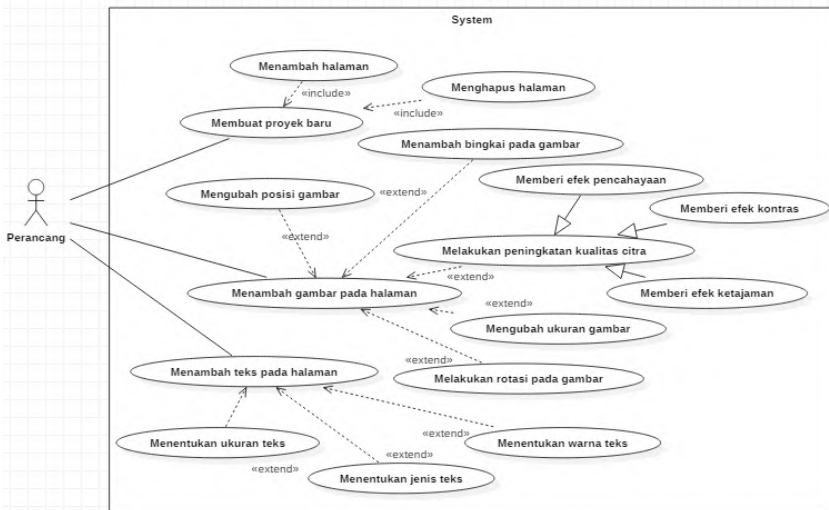 System
Menambah halaman
«include»
Menghapus halaman
«include»
Membuat proyek baru
Menambah bingkai pada gambar
«extend»
Memberi efek pencahayaan
Mengubah posisi gambar
«extend»
Memberi efek kontras
Perancang
Melakukan peningkatan kualitas citra
«extend»
Menambah gambar pada halaman
Memberi efek ketajaman
«extend»
Mengubah ukuran gambar
«extend»
Menambah teks pada halaman
Melakukan rotasi pada gambar
«extend»
Menentukan ukuran teks
Menentukan warna teks
«extend»
«extend»
Menentukan jenis teks